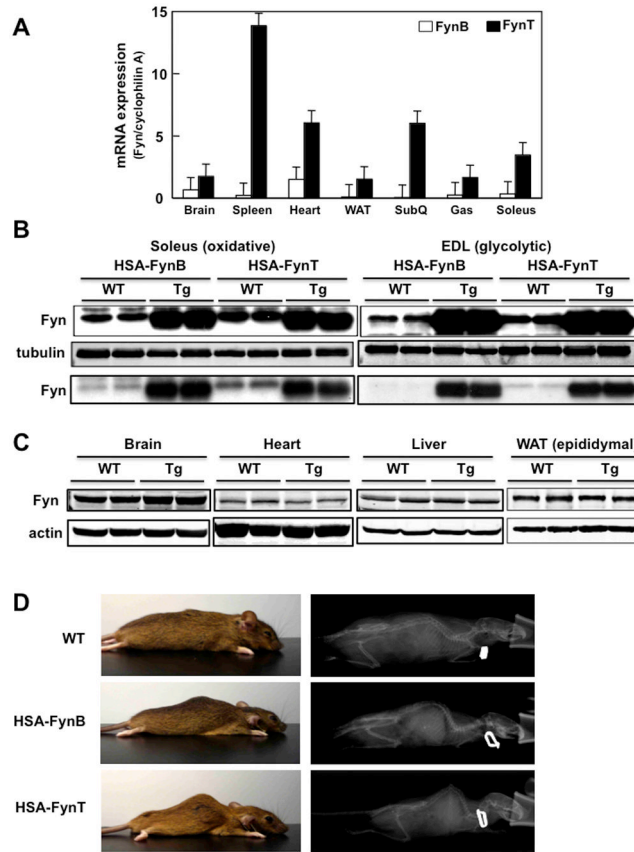 A
15
10
5
0
mRNA expression
(Fyn/cyclophilin A)
FynB FynT
Brain Spleen Heart WAT SubQ Gas Soleus
B
Soleus (oxidative) EDL (glycolytic)
HSA-FynB HSA-FynT HSA-FynB HSA-FynT
WT Tg WT Tg WT Tg WT Tg
Fyn
tubulin
Fyn
C
Brain Heart Liver WAT (epididymal
WT Tg WT Tg WT Tg WT Tg
Fyn
actin
D
WT
HSA-FynB
HSA-FynT